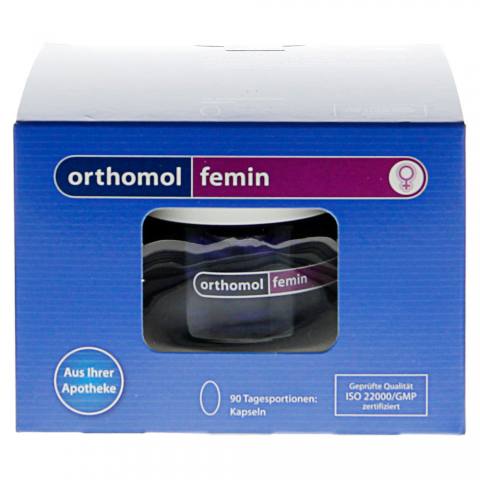 orthomol femin
orthomol femin
Aus Ihrer
Apotheke
90 Tagesportionen:
Kapseln
Geprüfte Qualität
ISO 22000/GMP
zertifiziert